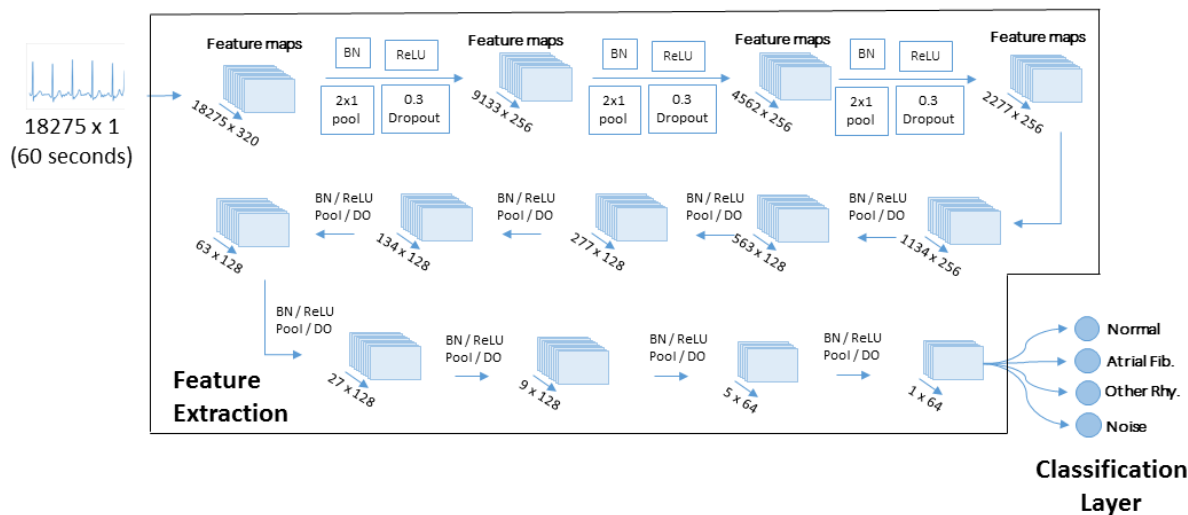 18275 x 1
(60 seconds)
Feature maps
18275 x 320
BN
ReLU
2x1
pool
0.3
Dropout
Feature maps
9133 x 256
BN
ReLU
2x1
pool
0.3
Dropout
Feature maps
4562 x 256
BN
ReLU
2x1
pool
0.3
Dropout
Feature maps
2277 x 256
63 x 128
BN / ReLU
Pool / DO
134 x 128
BN / ReLU
Pool / DO
277 x 128
BN / ReLU
Pool / DO
563 x 128
BN / ReLU
Pool / DO
1134 x 256
BN / ReLU
Pool / DO
27 x 128
BN / ReLU
Pool / DO
9 x 128
BN / ReLU
Pool / DO
5 x 64
BN / ReLU
Pool / DO
1 x 64
Feature
Extraction
Normal
Atrial Fib.
Other Rhy.
Noise
Classification
Layer